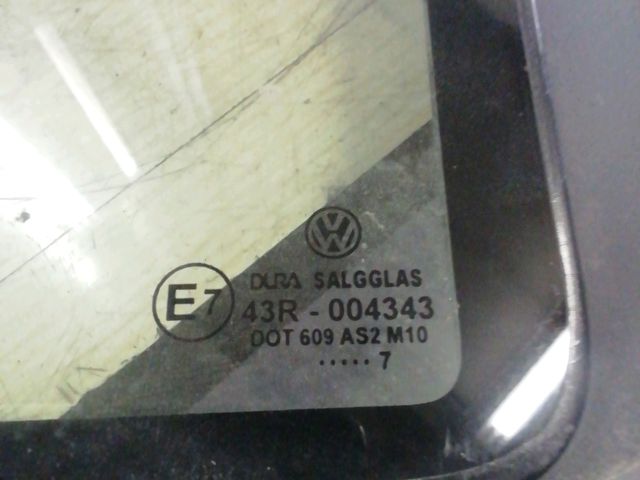 DURA SALGGLAS
E7 43R - 004343
DOT 609 AS2 M10
..... 7